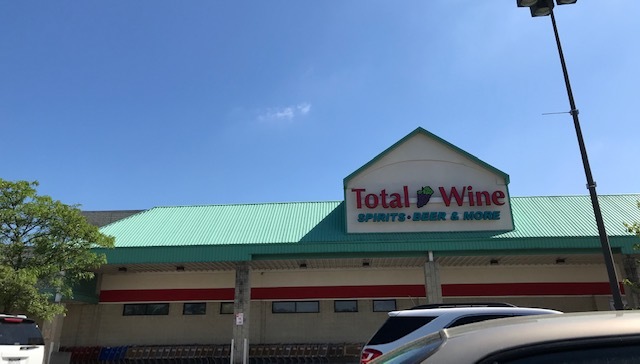 Total Wine
SPIRITS • BEER & MORE